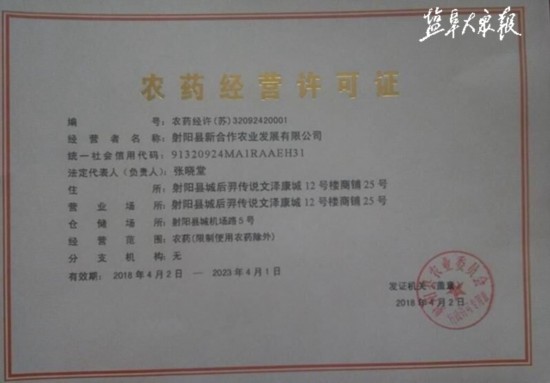 盐阜大众报
农药经营许可证
编号：农药经许(苏)32092420001
经营者名称：射阳县新合作农业发展有限公司
统一社会信用代码：91320924MA1RAAEH31
法定代表人(负责人)：张晓堂
住所：射阳县城后羿传说文泽康城12号楼商铺25号
营业场所：射阳县城后羿传说文泽康城12号楼商铺25号
仓储场所：射阳县城机场路5号
经营范围：农药(限制使用农药除外)
分支机构：无
有效期：2018年4月2日 — 2023年4月1日
发证机关（盖章）
2018年4月2日